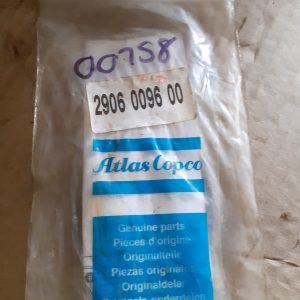 00758
2906 0096 00
Atlas Copco
Genuine parts
Pièces d'origine
Originalteile
Piezas originales
Originaldela